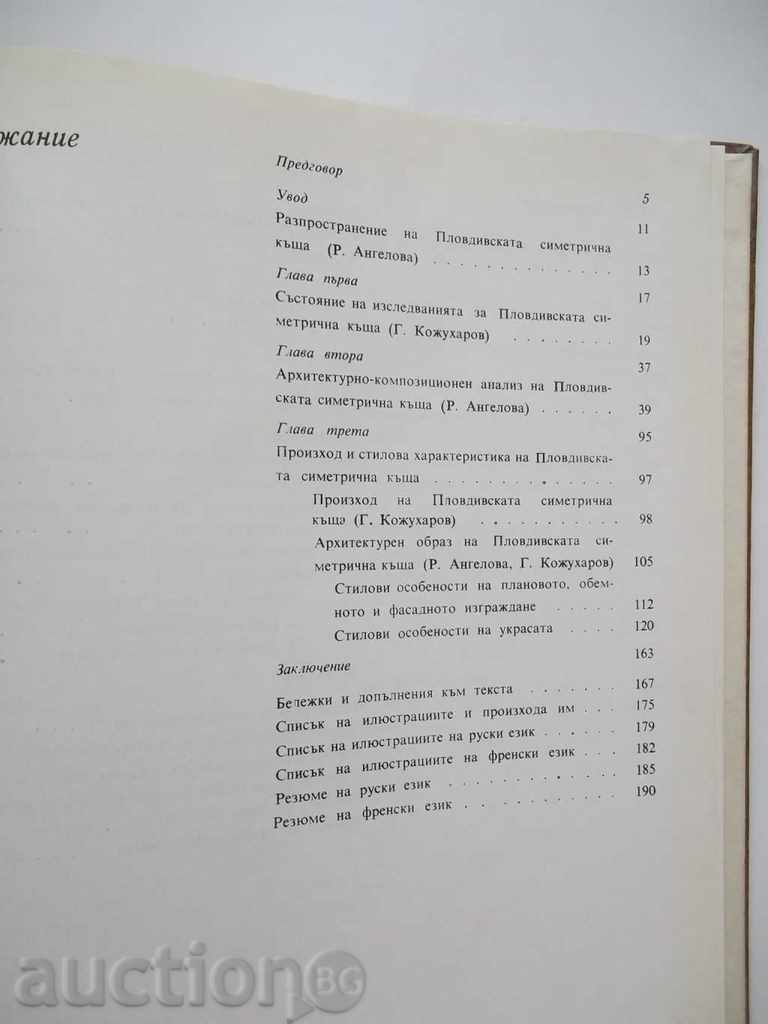 жание
Предговор 5
Увод 11
Разпространение на Пловдивската симетрична
къща (Р. Ангелова) . . . . . . . . . . . . . 13
Глава първа 17
Състояние на изследванията за Пловдивската си-
метрична къща (Г. Кожухаров) . . . . . . . . 19
Глава втора 37
Архитектурно-композиционен анализ на Пловдив-
ската симетрична къща (Р. Ангелова) . . . . . . 39
Глава трета 95
Произход и стилова характеристика на Пловдивска-
та симетрична къща . . . . . . . . . . . . . 97
Произход на Пловдивската симетрична
къща (Г. Кожухаров) . . . . . . . . . . . 98
Архитектурен образ на Пловдивската си-
метрична къща (Р. Ангелова, Г. Кожухаров) 105
Стилови особености на плановото, обем-
ното и фасадното изграждане . . . . . 112
Стилови особености на украсата . . . . 120
Заключение 163
Бележки и допълнения към текста . . . . . . . 167
Списък на илюстрациите и произхода им . . . 175
Списък на илюстрациите на руски език . . . . . . 179
Списък на илюстрациите на френски език . . . 182
Резюме на руски език . . . . . . . . . . . . . 185
Резюме на френски език . . . . . . . . . . . 190
auction BG